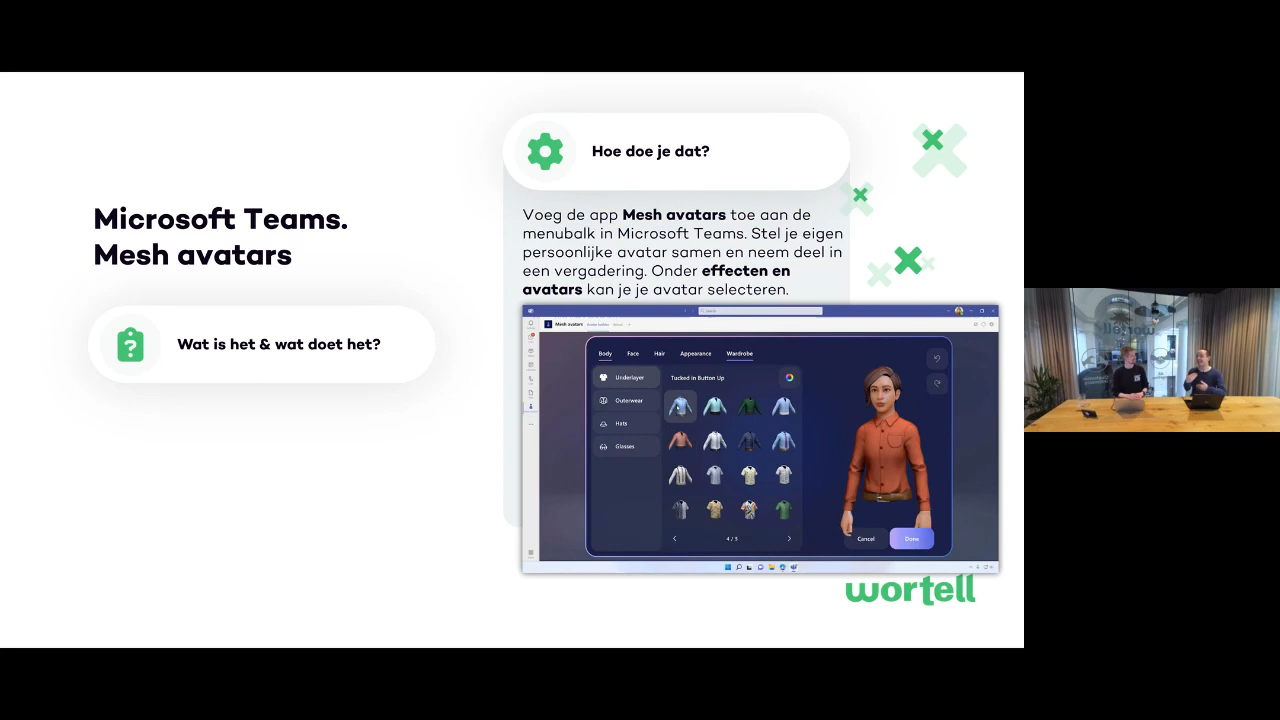 Microsoft Teams.
Mesh avatars
Wat is het & wat doet het?
Hoe doe je dat?
Voeg de app Mesh avatars toe aan de
menubalk in Microsoft Teams. Stel je eigen
persoonlijke avatar samen en neem deel in
een vergadering. Onder effecten en
avatars kan je je avatar selecteren.
Mesh avatars
Body Face Hair Appearance Wardrobe
Underlayer
Outerwear
Hats
Glasses
Tucked in Button Up
4 / 5
Cancel Done
wortell
wortell